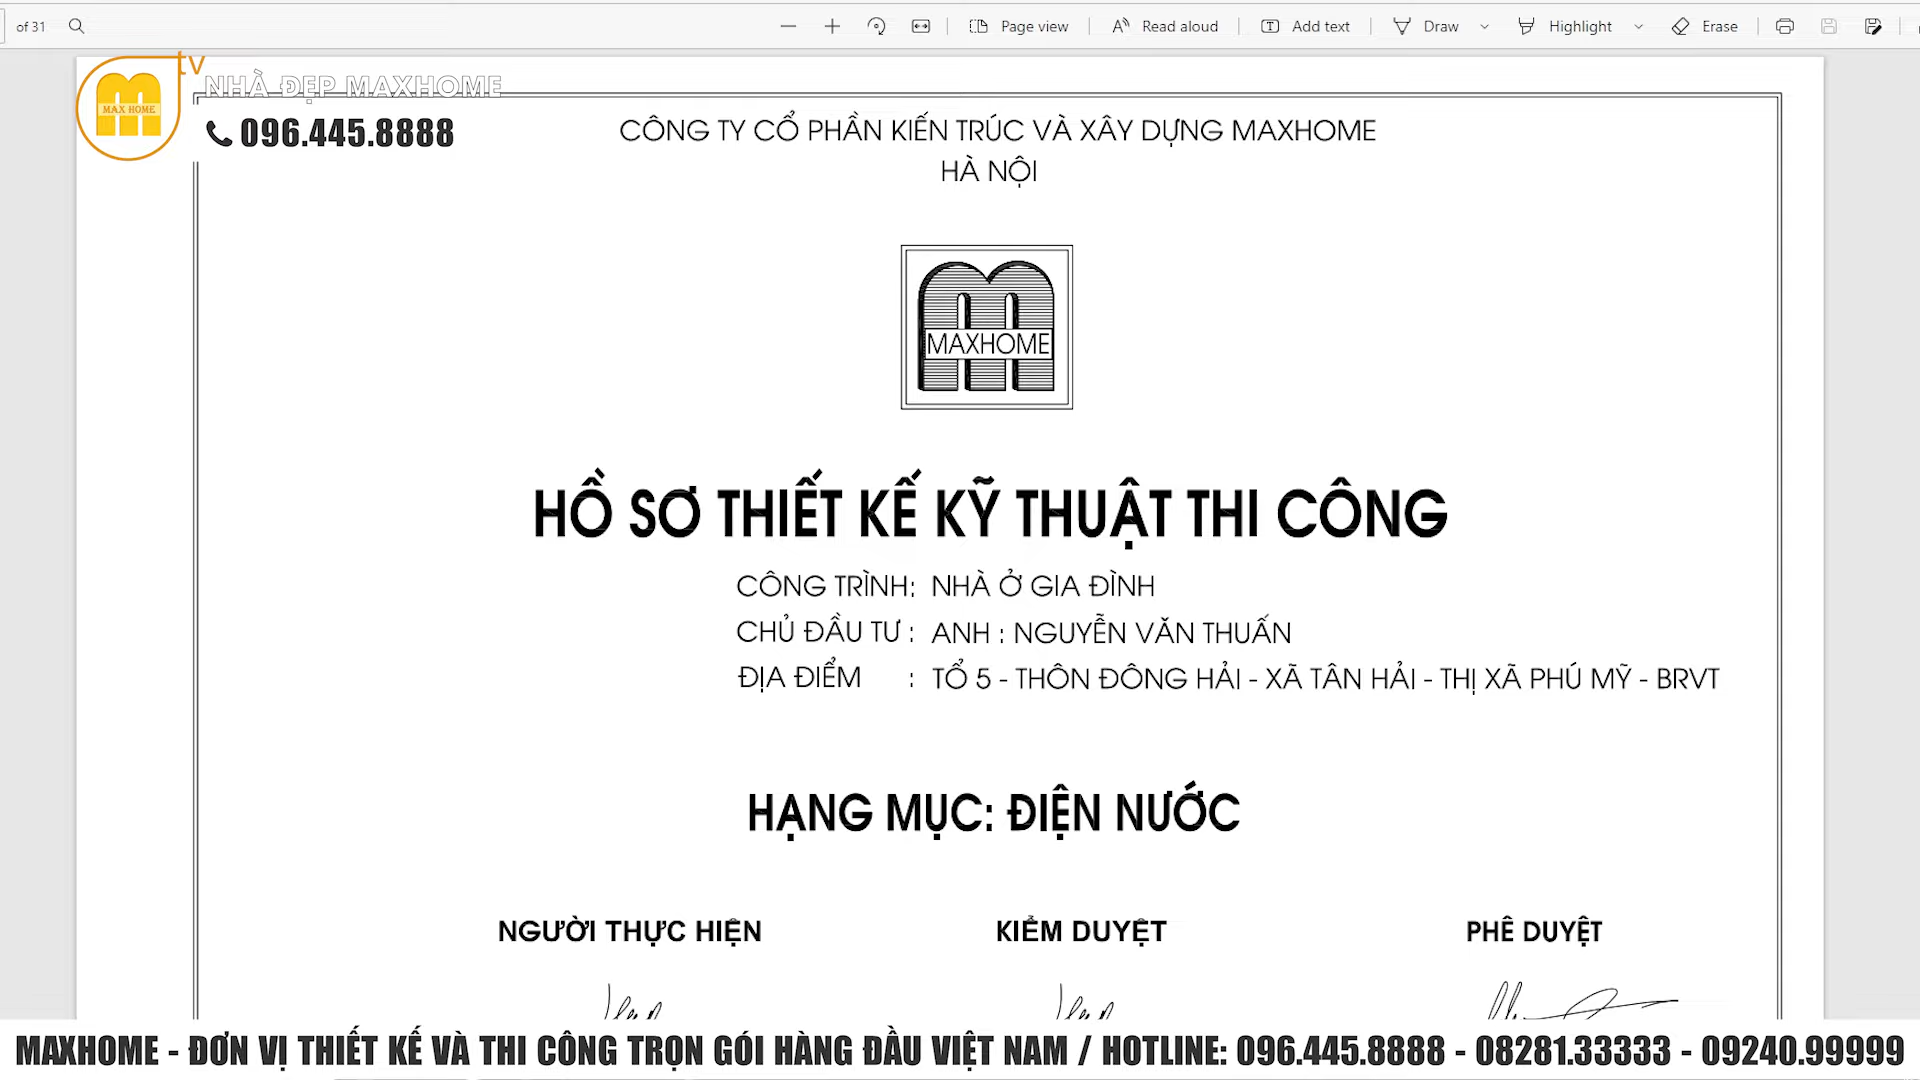 of 31
Page view
Read aloud
Add text
Draw
Highlight
Erase
tv
NHÀ ĐẸP MAXHOME
MAX HOME
096.445.8888
CÔNG TY CỔ PHẦN KIẾN TRÚC VÀ XÂY DỰNG MAXHOME
HÀ NỘI
MAXHOME
HỒ SƠ THIẾT KẾ KỸ THUẬT THI CÔNG
CÔNG TRÌNH: NHÀ Ở GIA ĐÌNH
CHỦ ĐẦU TƯ : ANH : NGUYỄN VĂN THUẤN
ĐỊA ĐIỂM : TỔ 5 - THÔN ĐÔNG HẢI - XÃ TÂN HẢI - THỊ XÃ PHÚ MỸ - BRVT
HẠNG MỤC: ĐIỆN NƯỚC
NGƯỜI THỰC HIỆN
KIỂM DUYỆT
PHÊ DUYỆT
MAXHOME - ĐƠN VỊ THIẾT KẾ VÀ THI CÔNG TRỌN GÓI HÀNG ĐẦU VIỆT NAM / HOTLINE: 096.445.8888 - 08281.33333 - 09240.99999